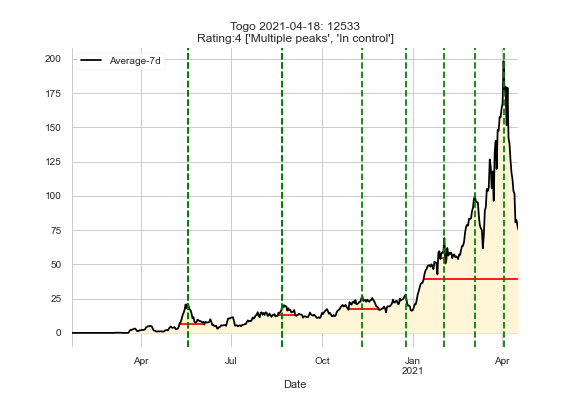 Togo 2021-04-18: 12533
Rating:4 ['Multiple peaks', 'In control']
Average-7d
200
175
150
125
100
75
50
25
0
Apr
Jul
Oct
Jan
2021
Apr
Date